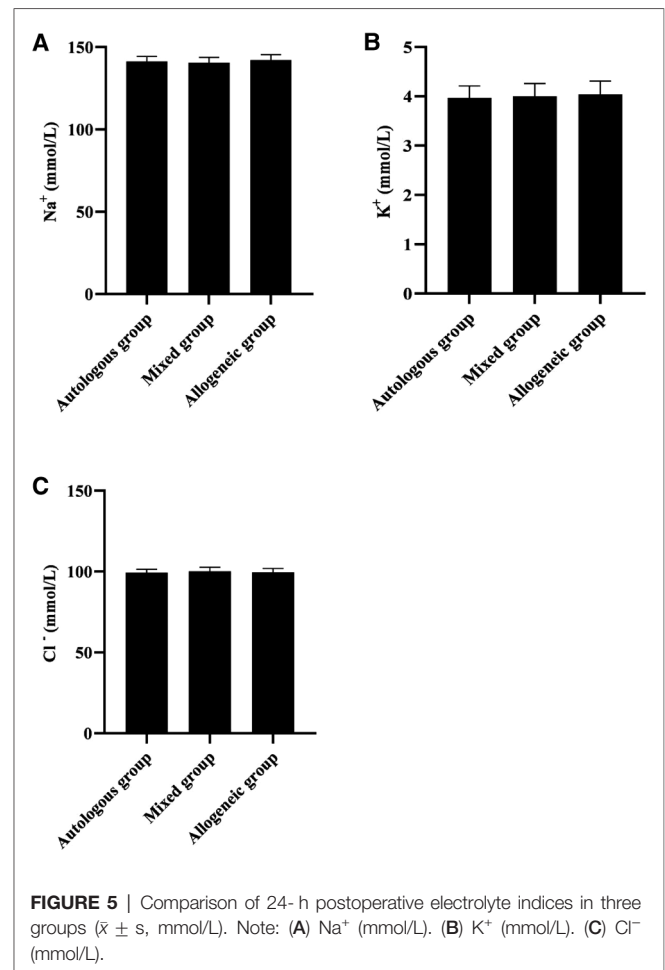 A
Na+ (mmol/L)
150
100
50
0
Autologous group
Mixed group
Allogeneic group
B
K+ (mmol/L)
5
4
3
2
1
0
Autologous group
Mixed group
Allogeneic group
C
Cl - (mmol/L)
150
100
50
0
Autologous group
Mixed group
Allogeneic group
FIGURE 5 | Comparison of 24- h postoperative electrolyte indices in three
groups (x̄ ± s, mmol/L). Note: (A) Na⁺ (mmol/L). (B) K⁺ (mmol/L). (C) Cl⁻
(mmol/L).